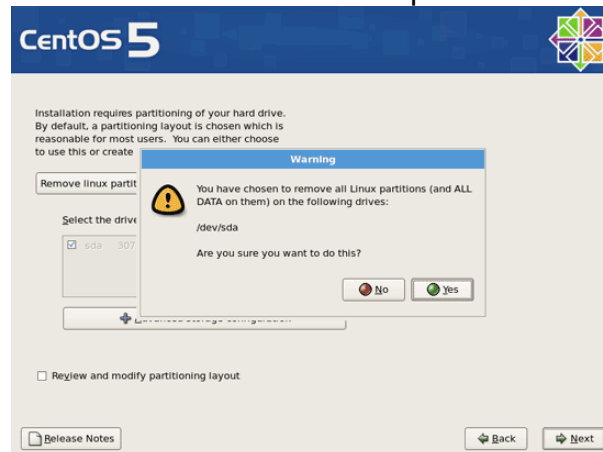 CentOS 5
Installation requires partitioning of your hard drive.
By default, a partitioning layout is chosen which is
reasonable for most users. You can either choose
to use this or create
Warning
Remove linux partit
You have chosen to remove all Linux partitions (and ALL
DATA on them) on the following drives:
/dev/sda
Are you sure you want to do this?
Select the drive
sda 307
No
Yes
Review and modify partitioning layout
Release Notes
Back
Next